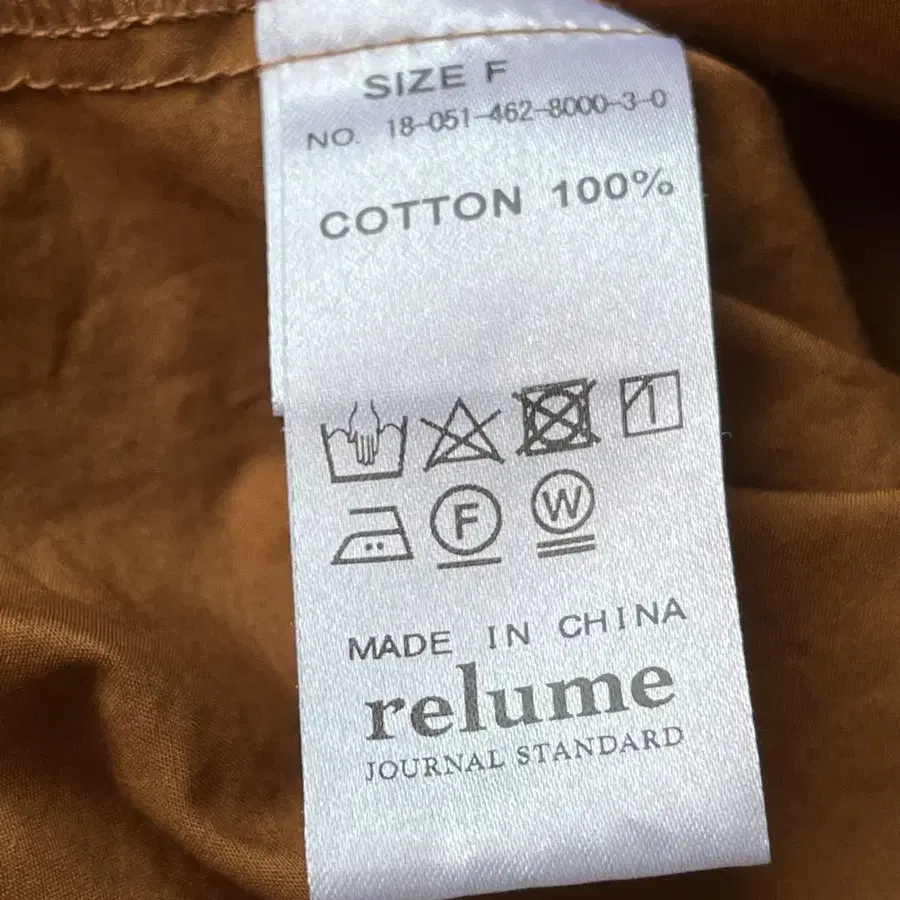 SIZE F
NO. 18-051-462-8000-3-0
COTTON 100%
F W
MADE IN CHINA
relume
JOURNAL STANDARD